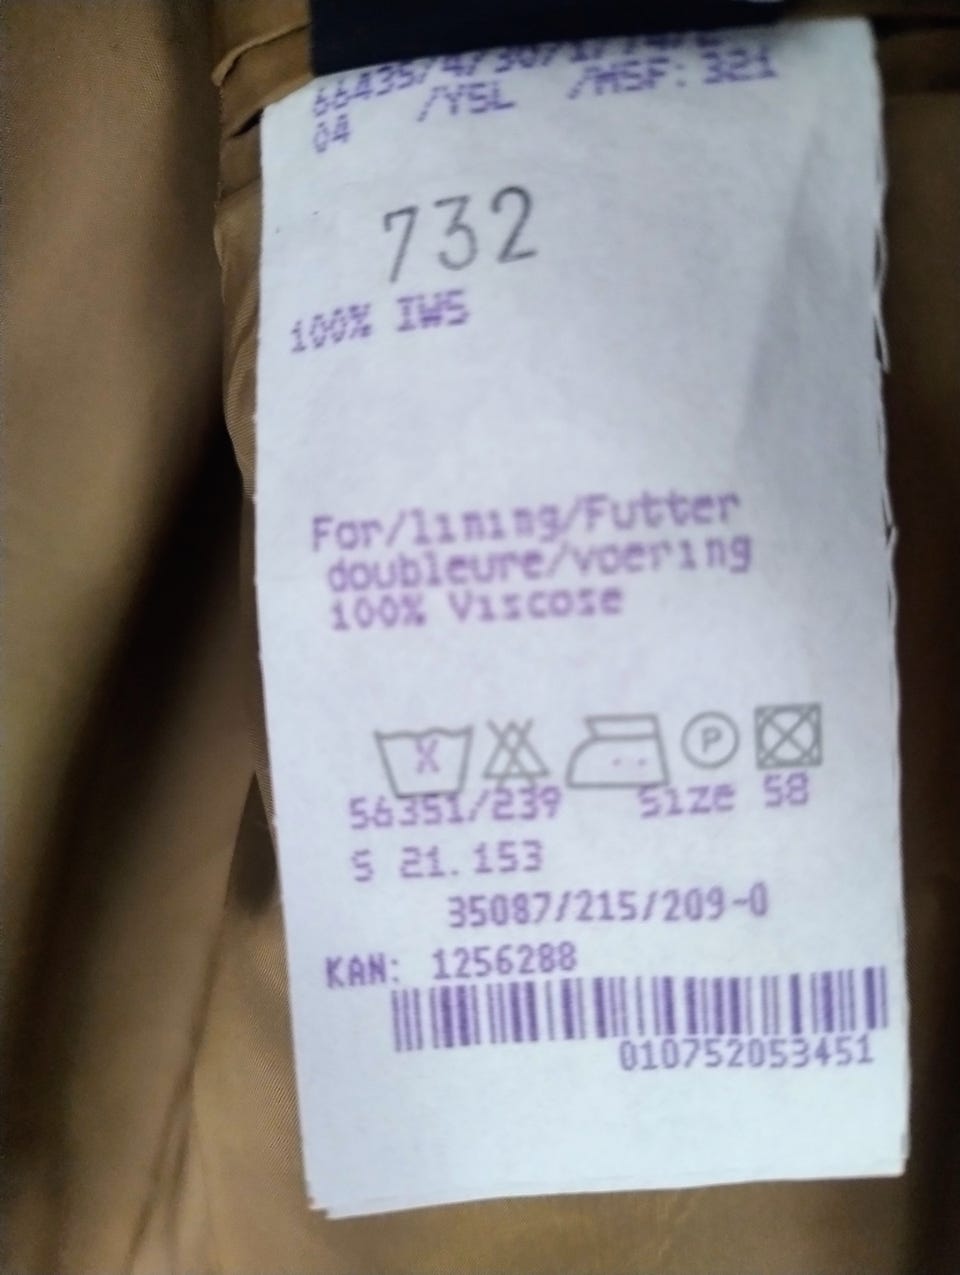 /YSL /MSF: 321
04
732
100% IWS
For/lining/Futter
doubleure/voering
100% Viscose
X P
56351/239 Size 58
S 21.153
35087/215/209-0
KAN: 1256288
010752053451